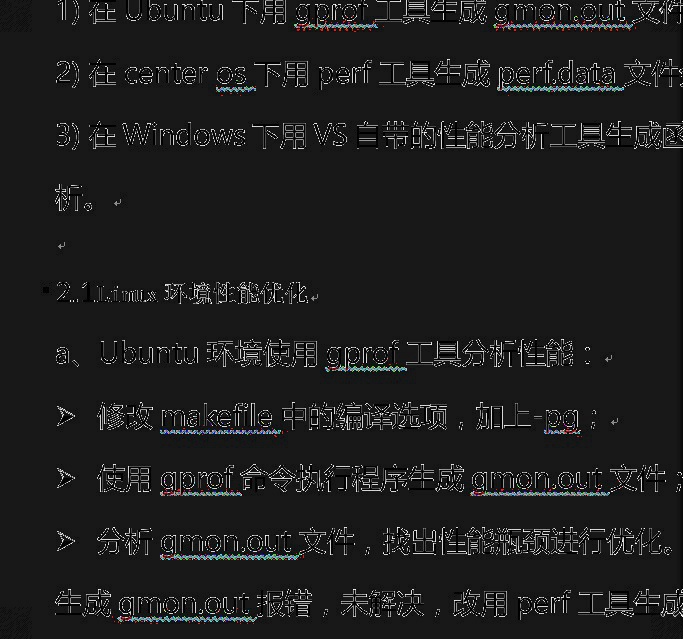 1) 在 Ubuntu 下用 gprof 工具生成 gmon.out 文件
2) 在 center os 下用 perf 工具生成 perf.data 文件
3) 在 Windows 下用 VS 自带的性能分析工具生成函
析。
2.1Linux 环境性能优化
a、 Ubuntu 环境使用 gprof 工具分析性能：
➢ 修改 makefile 中的编译选项，加上-pg；
➢ 使用 gprof 命令执行程序生成 gmon.out 文件；
➢ 分析 gmon.out 文件，找出性能瓶颈进行优化。
生成 gmon.out 报错，未解决，改用 perf 工具生成